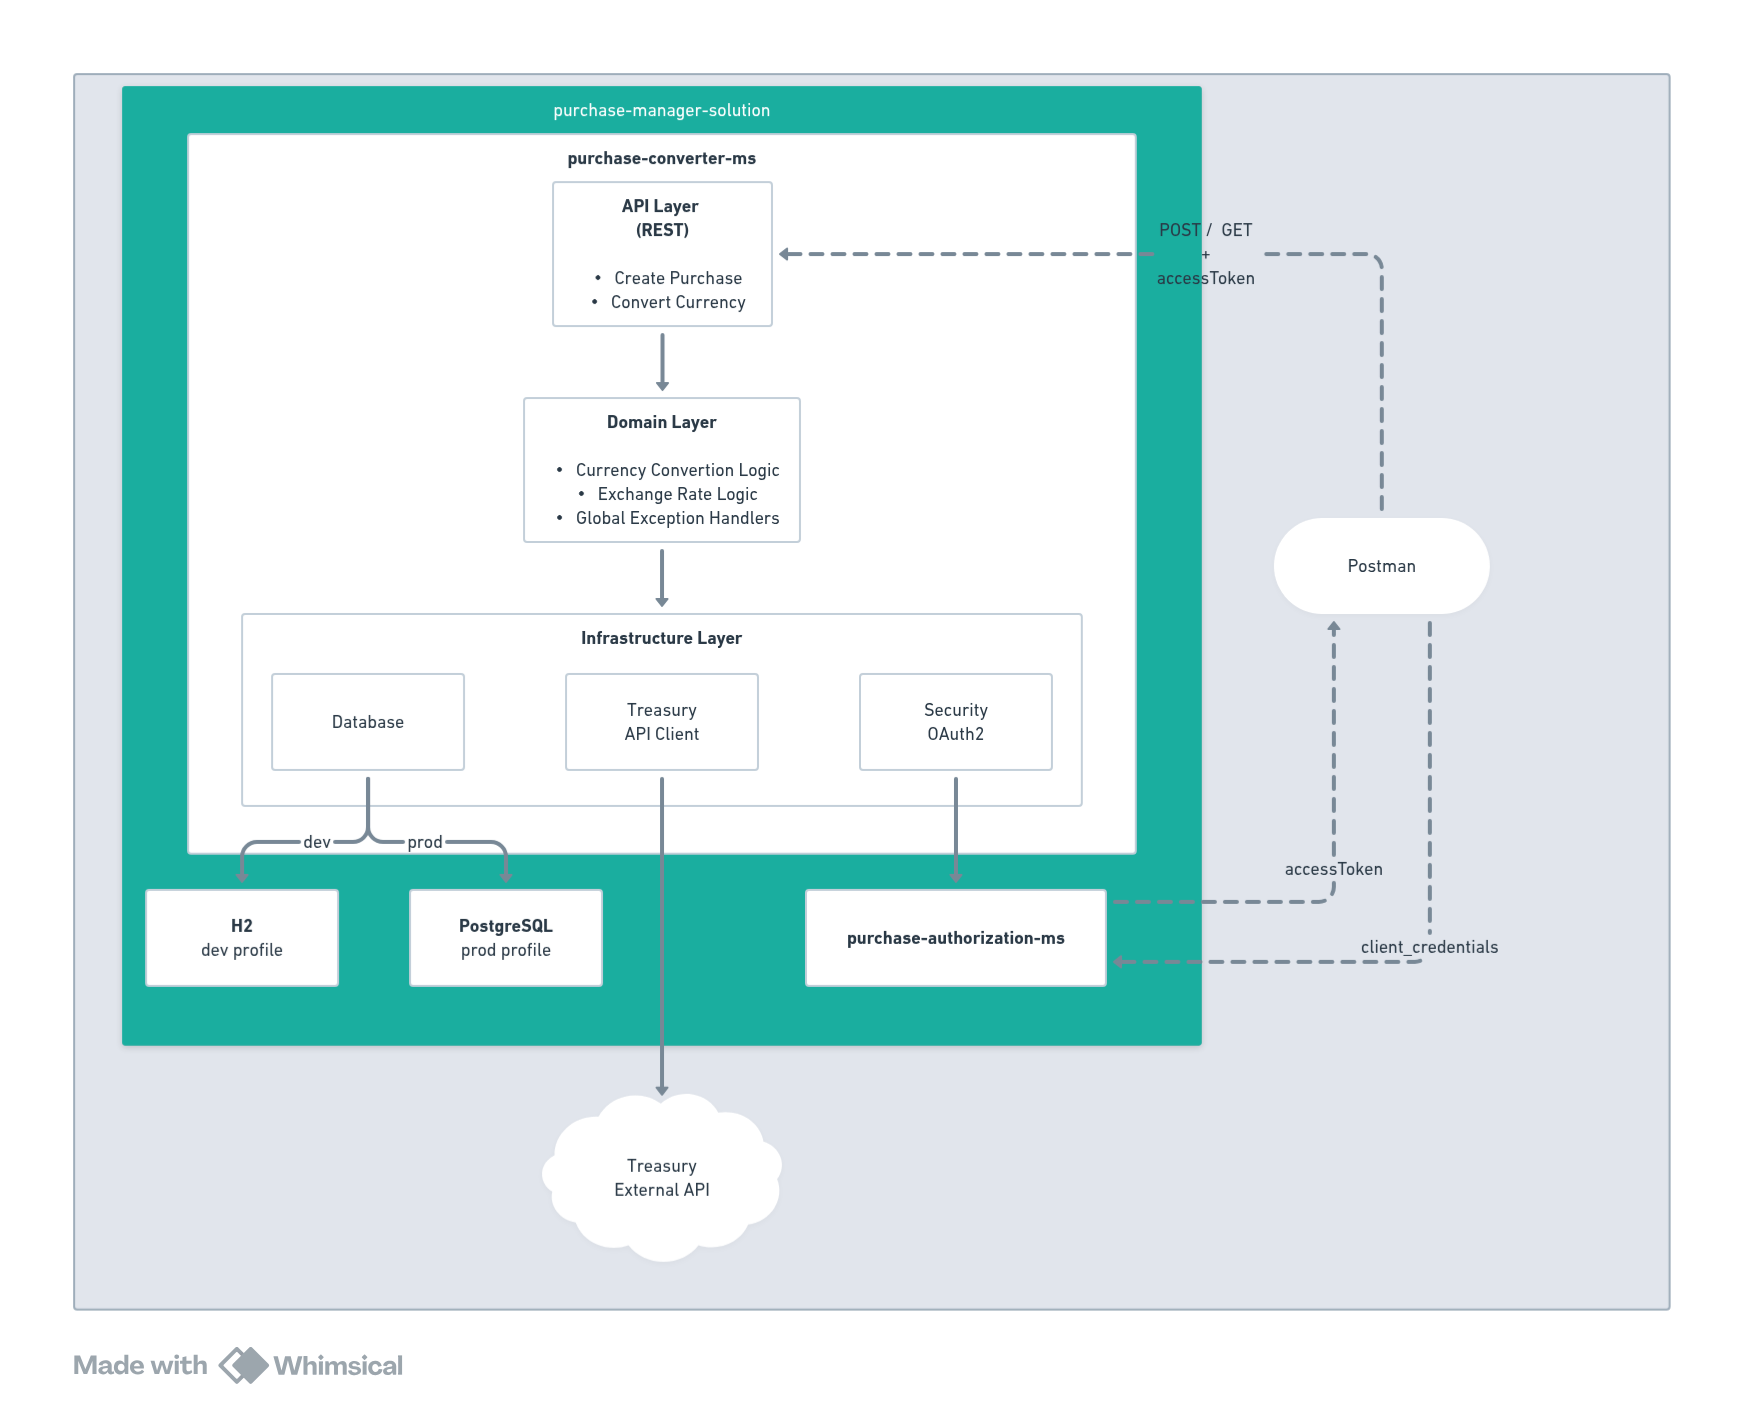 purchase-manager-solution
purchase-converter-ms
API Layer
(REST)
• Create Purchase
• Convert Currency
POST / GET
+
accessToken
Domain Layer
• Currency Convertion Logic
• Exchange Rate Logic
• Global Exception Handlers
Postman
Infrastructure Layer
Database
Treasury
API Client
Security
OAuth2
dev
prod
accessToken
H2
dev profile
PostgreSQL
prod profile
purchase-authorization-ms
client_credentials
Treasury
External API
Made with Whimsical